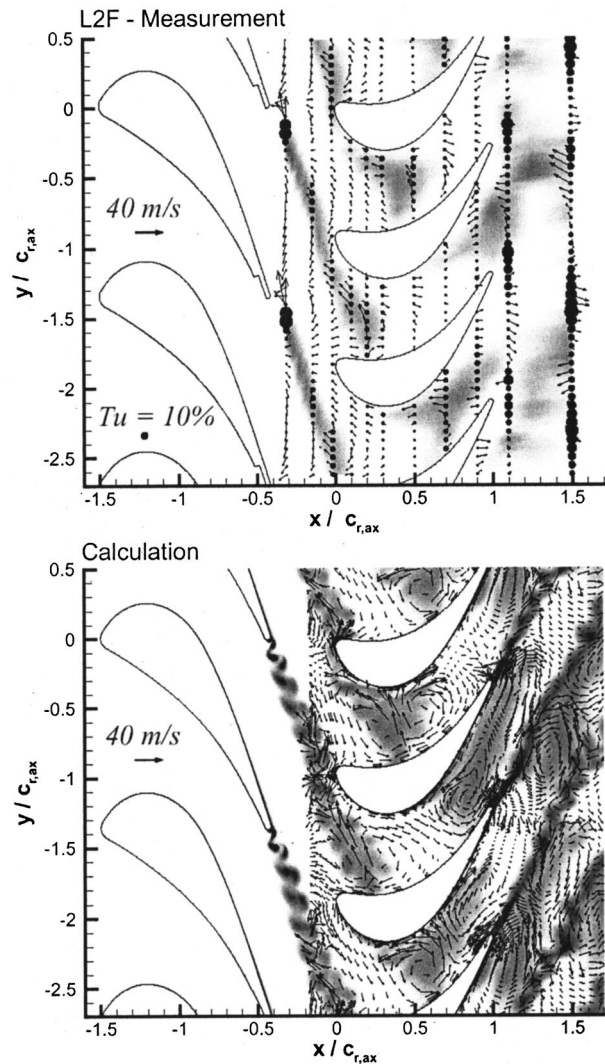 L2F - Measurement
0.5
0
-0.5
-1
-1.5
-2
-2.5
y / c_r,ax
40 m/s
Tu = 10%
-1.5 -1 -0.5 0 0.5 1 1.5
x / c_r,ax
Calculation
0.5
0
-0.5
-1
-1.5
-2
-2.5
y / c_r,ax
40 m/s
-1.5 -1 -0.5 0 0.5 1 1.5
x / c_r,ax